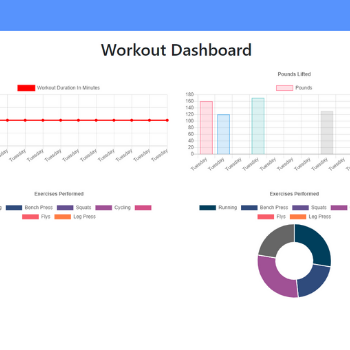 Workout Dashboard
Pounds Lifted
Workout Duration In Minutes
Pounds
180
160
140
120
100
80
60
40
20
0
Tuesday Tuesday Tuesday Tuesday Tuesday Tuesday Tuesday Tuesday Tuesday
Tuesday Tuesday Tuesday Tuesday Tuesday Tuesday Tuesday
Exercises Performed
Exercises Performed
Bench Press Squats Cycling
Running Bench Press Squats
Flys Leg Press
Flys Leg Press